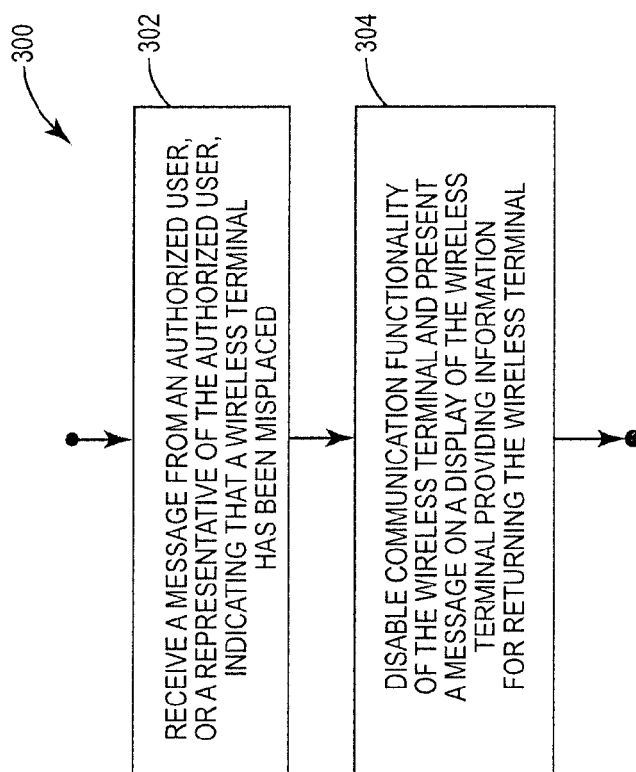 300
302
RECEIVE A MESSAGE FROM AN AUTHORIZED USER,
OR A REPRESENTATIVE OF THE AUTHORIZED USER,
INDICATING THAT A WIRELESS TERMINAL
HAS BEEN MISPLACED
304
DISABLE COMMUNICATION FUNCTIONALITY
OF THE WIRELESS TERMINAL AND PRESENT
A MESSAGE ON A DISPLAY OF THE WIRELESS
TERMINAL PROVIDING INFORMATION
FOR RETURNING THE WIRELESS TERMINAL